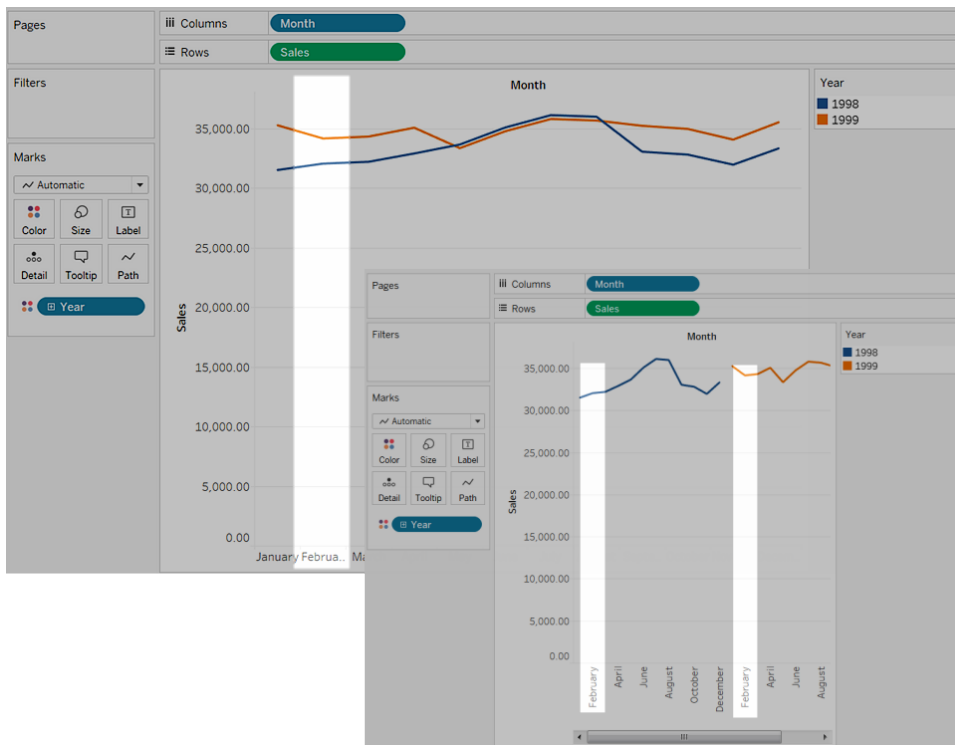 Pages
Columns
Month
Rows
Sales
Filters
Marks
Automatic
Color Size Label
Detail Tooltip Path
Year
Month
35,000.00
30,000.00
25,000.00
20,000.00
15,000.00
10,000.00
5,000.00
0.00
Sales
January Februa.. Ma
Year
1998
1999
Pages
Columns
Month
Rows
Sales
Filters
Marks
Automatic
Color Size Label
Detail Tooltip Path
Year
Month
35,000.00
30,000.00
25,000.00
20,000.00
15,000.00
10,000.00
5,000.00
0.00
Sales
February April June August October December February April June August
Year
1998
1999